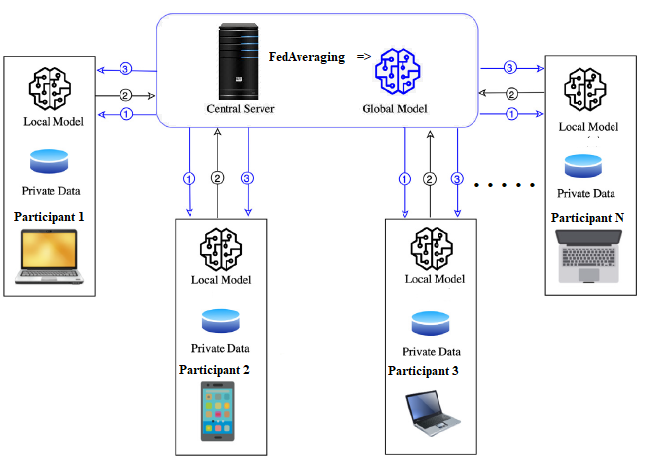 FedAveraging =>
Central Server
Global Model
3
2
1
Local Model
Private Data
Participant 1
3
2
1
Local Model
Private Data
Participant N
1
2
3
Local Model
Private Data
Participant 2
1
2
3
Local Model
Private Data
Participant 3
. . . . .